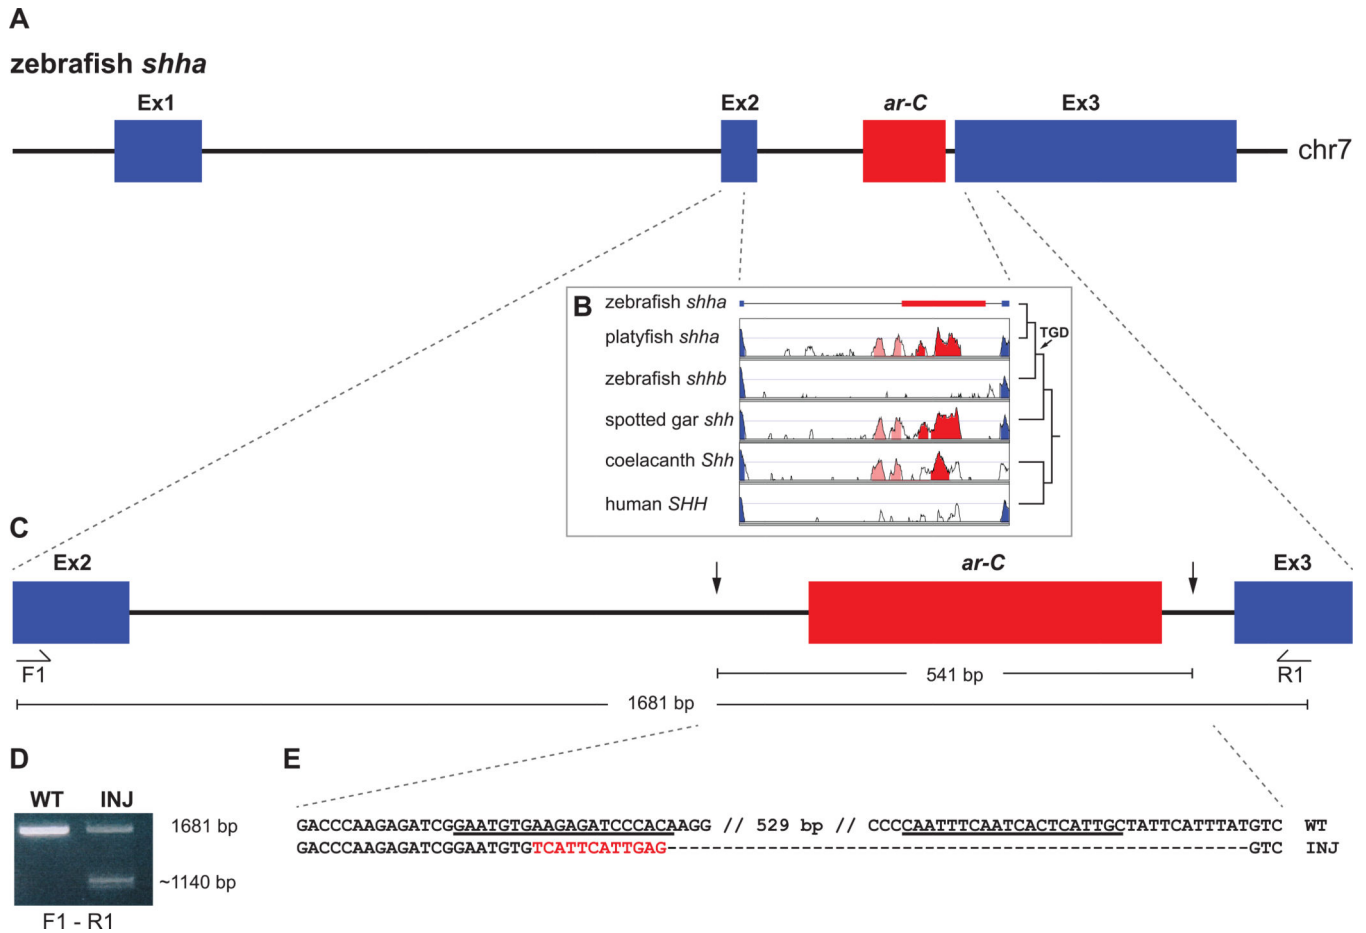 A
zebrafish shha
Ex1 Ex2 ar-C Ex3
chr7
B
zebrafish shha
TGD
platyfish shha
zebrafish shhb
spotted gar shh
coelacanth Shh
human SHH
C
Ex2 ar-C Ex3
F1 R1
541 bp
1681 bp
D
WT INJ
1681 bp
~1140 bp
F1 - R1
E
GACCCAAGAGATCGGAATGTGAAGAGATCCCACAAAGG // 529 bp // CCCCAATTTCAATCACTCATTGCTATTCATTTATGTC WT
GACCCAAGAGATCGGAATGTGTCATTCATTGAG---------------------------------------------GTC INJ